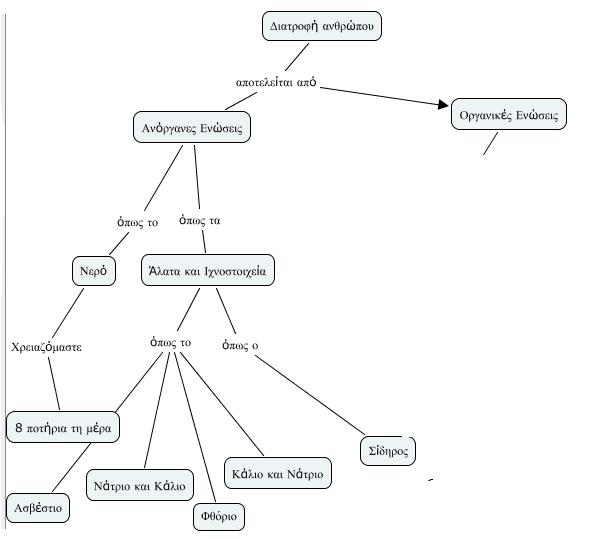 Διατροφή ανθρώπου
αποτελείται από
Ανόργανες Ενώσεις
Οργανικές Ενώσεις
όπως το
όπως τα
Νερό
Άλατα και Ιχνοστοιχεία
Χρειαζόμαστε
όπως το
όπως ο
8 ποτήρια τη μέρα
Σίδηρος
Κάλιο και Νάτριο
Νάτριο και Κάλιο
Ασβέστιο
Φθόριο